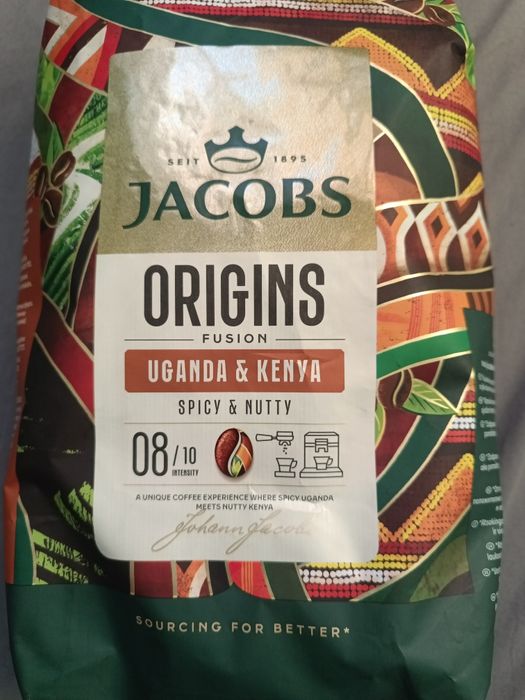 SEIT 1895
JACOBS
ORIGINS
FUSION
UGANDA & KENYA
SPICY & NUTTY
08/10
INTENSITY
A UNIQUE COFFEE EXPERIENCE WHERE SPICY UGANDA
MEETS NUTTY KENYA
Johann Jacobs
SOURCING FOR BETTER*